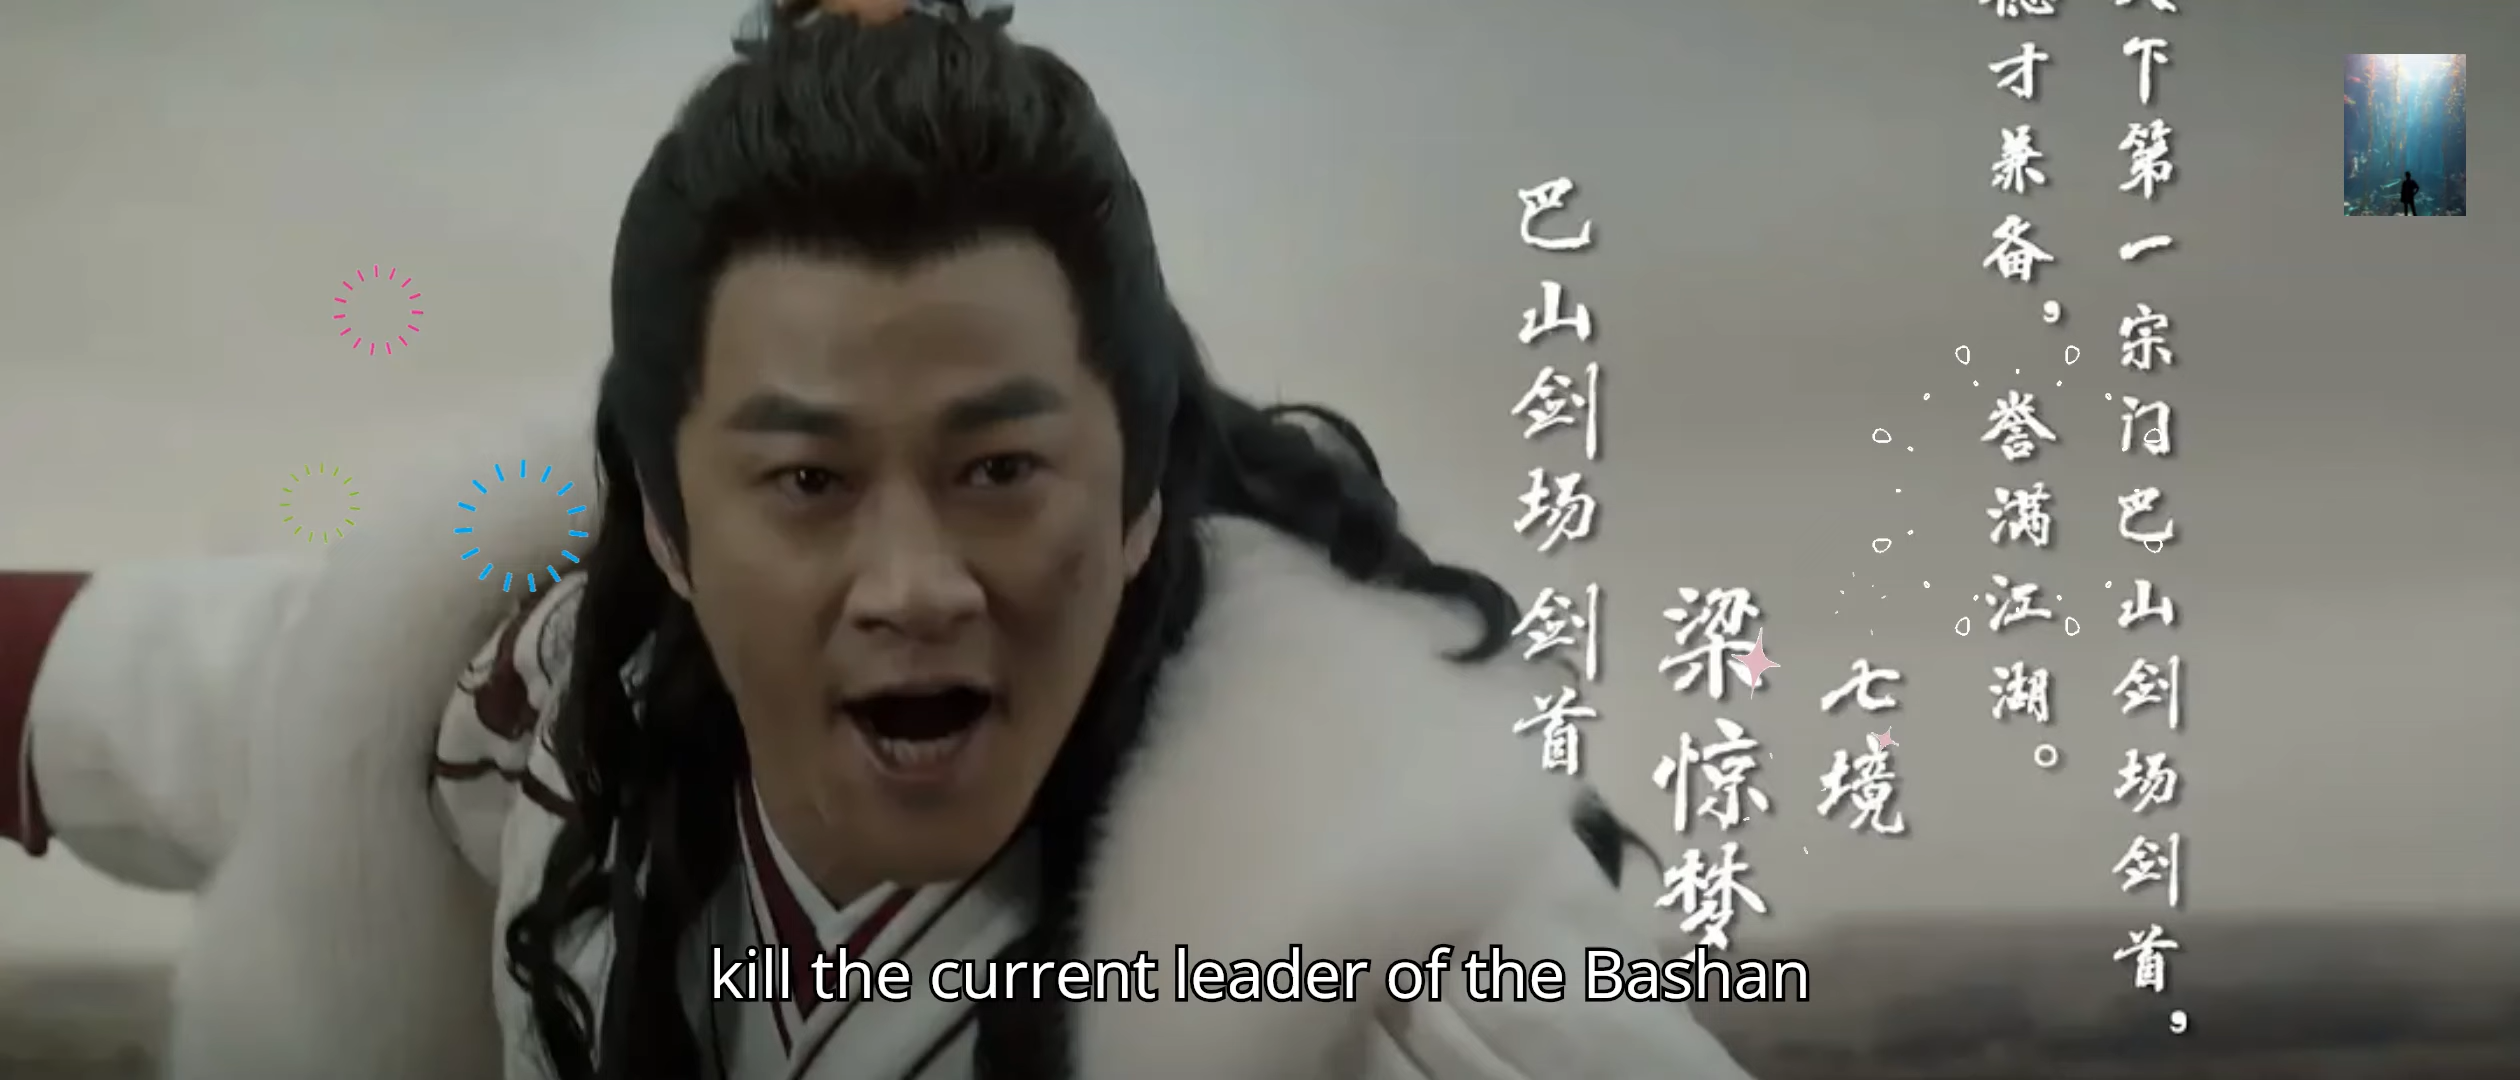 下第一宗门巴山剑场剑首，
才兼备，誉满江湖。
七境
梁惊梦
巴山剑场剑首
kill the current leader of the Bashan